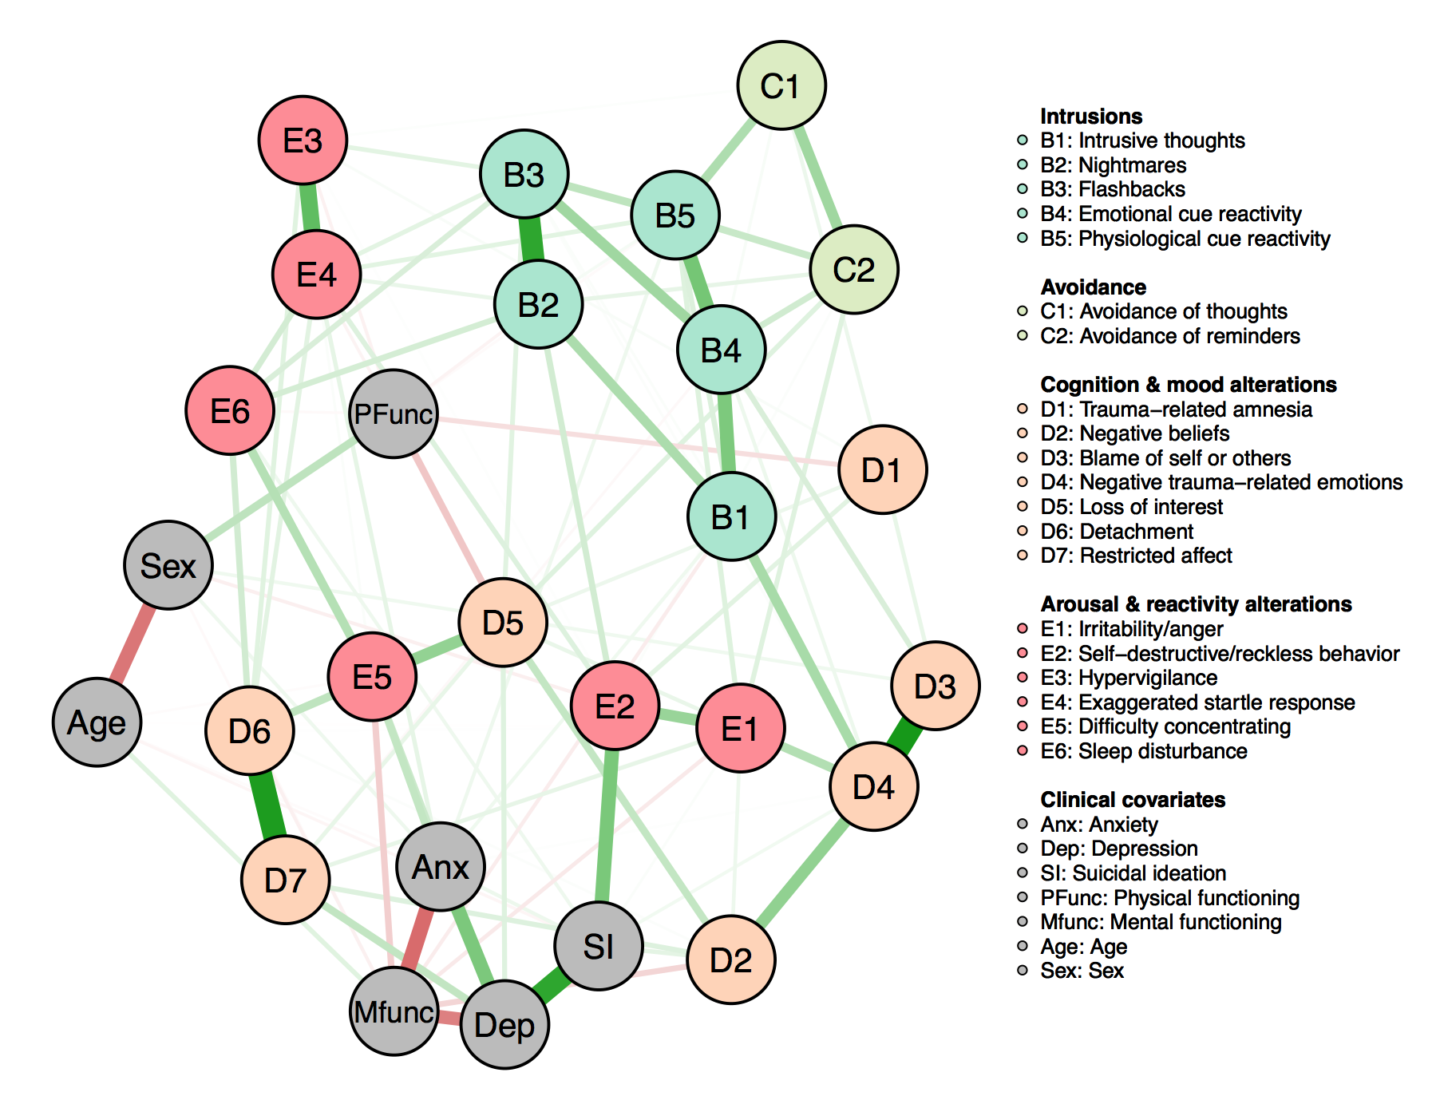 C1
E3
B3
B5
E4
C2
B2
B4
E6
PFunc
D1
B1
Sex
D5
E5
D3
E2
Age
D6
E1
D4
Anx
D7
SI
D2
Mfunc
Dep
Intrusions
B1: Intrusive thoughts
B2: Nightmares
B3: Flashbacks
B4: Emotional cue reactivity
B5: Physiological cue reactivity
Avoidance
C1: Avoidance of thoughts
C2: Avoidance of reminders
Cognition & mood alterations
D1: Trauma−related amnesia
D2: Negative beliefs
D3: Blame of self or others
D4: Negative trauma−related emotions
D5: Loss of interest
D6: Detachment
D7: Restricted affect
Arousal & reactivity alterations
E1: Irritability/anger
E2: Self−destructive/reckless behavior
E3: Hypervigilance
E4: Exaggerated startle response
E5: Difficulty concentrating
E6: Sleep disturbance
Clinical covariates
Anx: Anxiety
Dep: Depression
SI: Suicidal ideation
PFunc: Physical functioning
Mfunc: Mental functioning
Age: Age
Sex: Sex